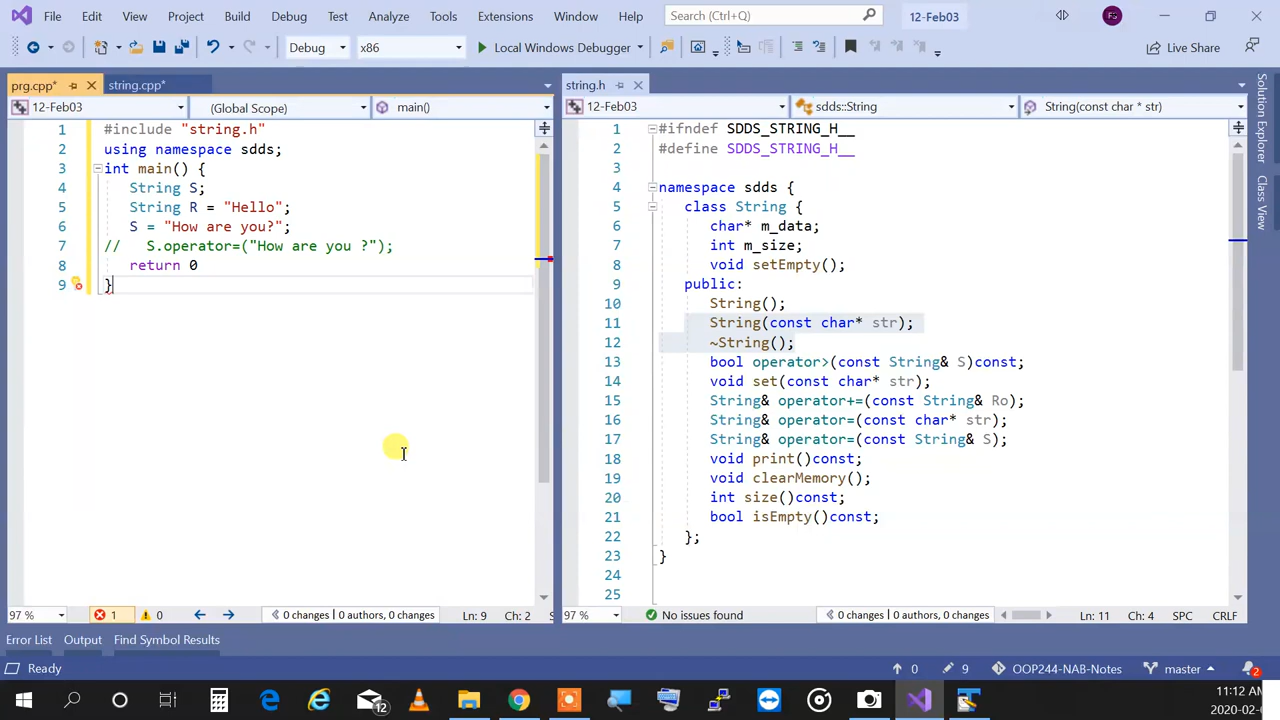 File Edit View Project Build Debug Test Analyze Tools Extensions Window Help Search (Ctrl+Q) 12-Feb03 FS
Debug x86 Local Windows Debugger Live Share
prg.cpp* string.cpp* string.h
12-Feb03 (Global Scope) main() 12-Feb03 sdds::String String(const char * str)
1 #include "string.h"
2 using namespace sdds;
3 int main() {
4 String S;
5 String R = "Hello";
6 S = "How are you?";
7 // S.operator=("How are you ?");
8 return 0
9 }
1 #ifndef SDDS_STRING_H__
2 #define SDDS_STRING_H__
3
4 namespace sdds {
5 class String {
6 char* m_data;
7 int m_size;
8 void setEmpty();
9 public:
10 String();
11 String(const char* str);
12 ~String();
13 bool operator>(const String& S)const;
14 void set(const char* str);
15 String& operator+=(const String& Ro);
16 String& operator=(const char* str);
17 String& operator=(const String& S);
18 void print()const;
19 void clearMemory();
20 int size()const;
21 bool isEmpty()const;
22 };
23 }
24
25
Solution Explorer
Class View
97 % 1 0 0 changes | 0 authors, 0 changes Ln: 9 Ch: 2 S
97 % No issues found 0 changes | 0 authors, 0 changes Ln: 11 Ch: 4 SPC CRLF
Error List Output Find Symbol Results
Ready 0 9 OOP244-NAB-Notes master 2
12
11:12 AM
2020-02-